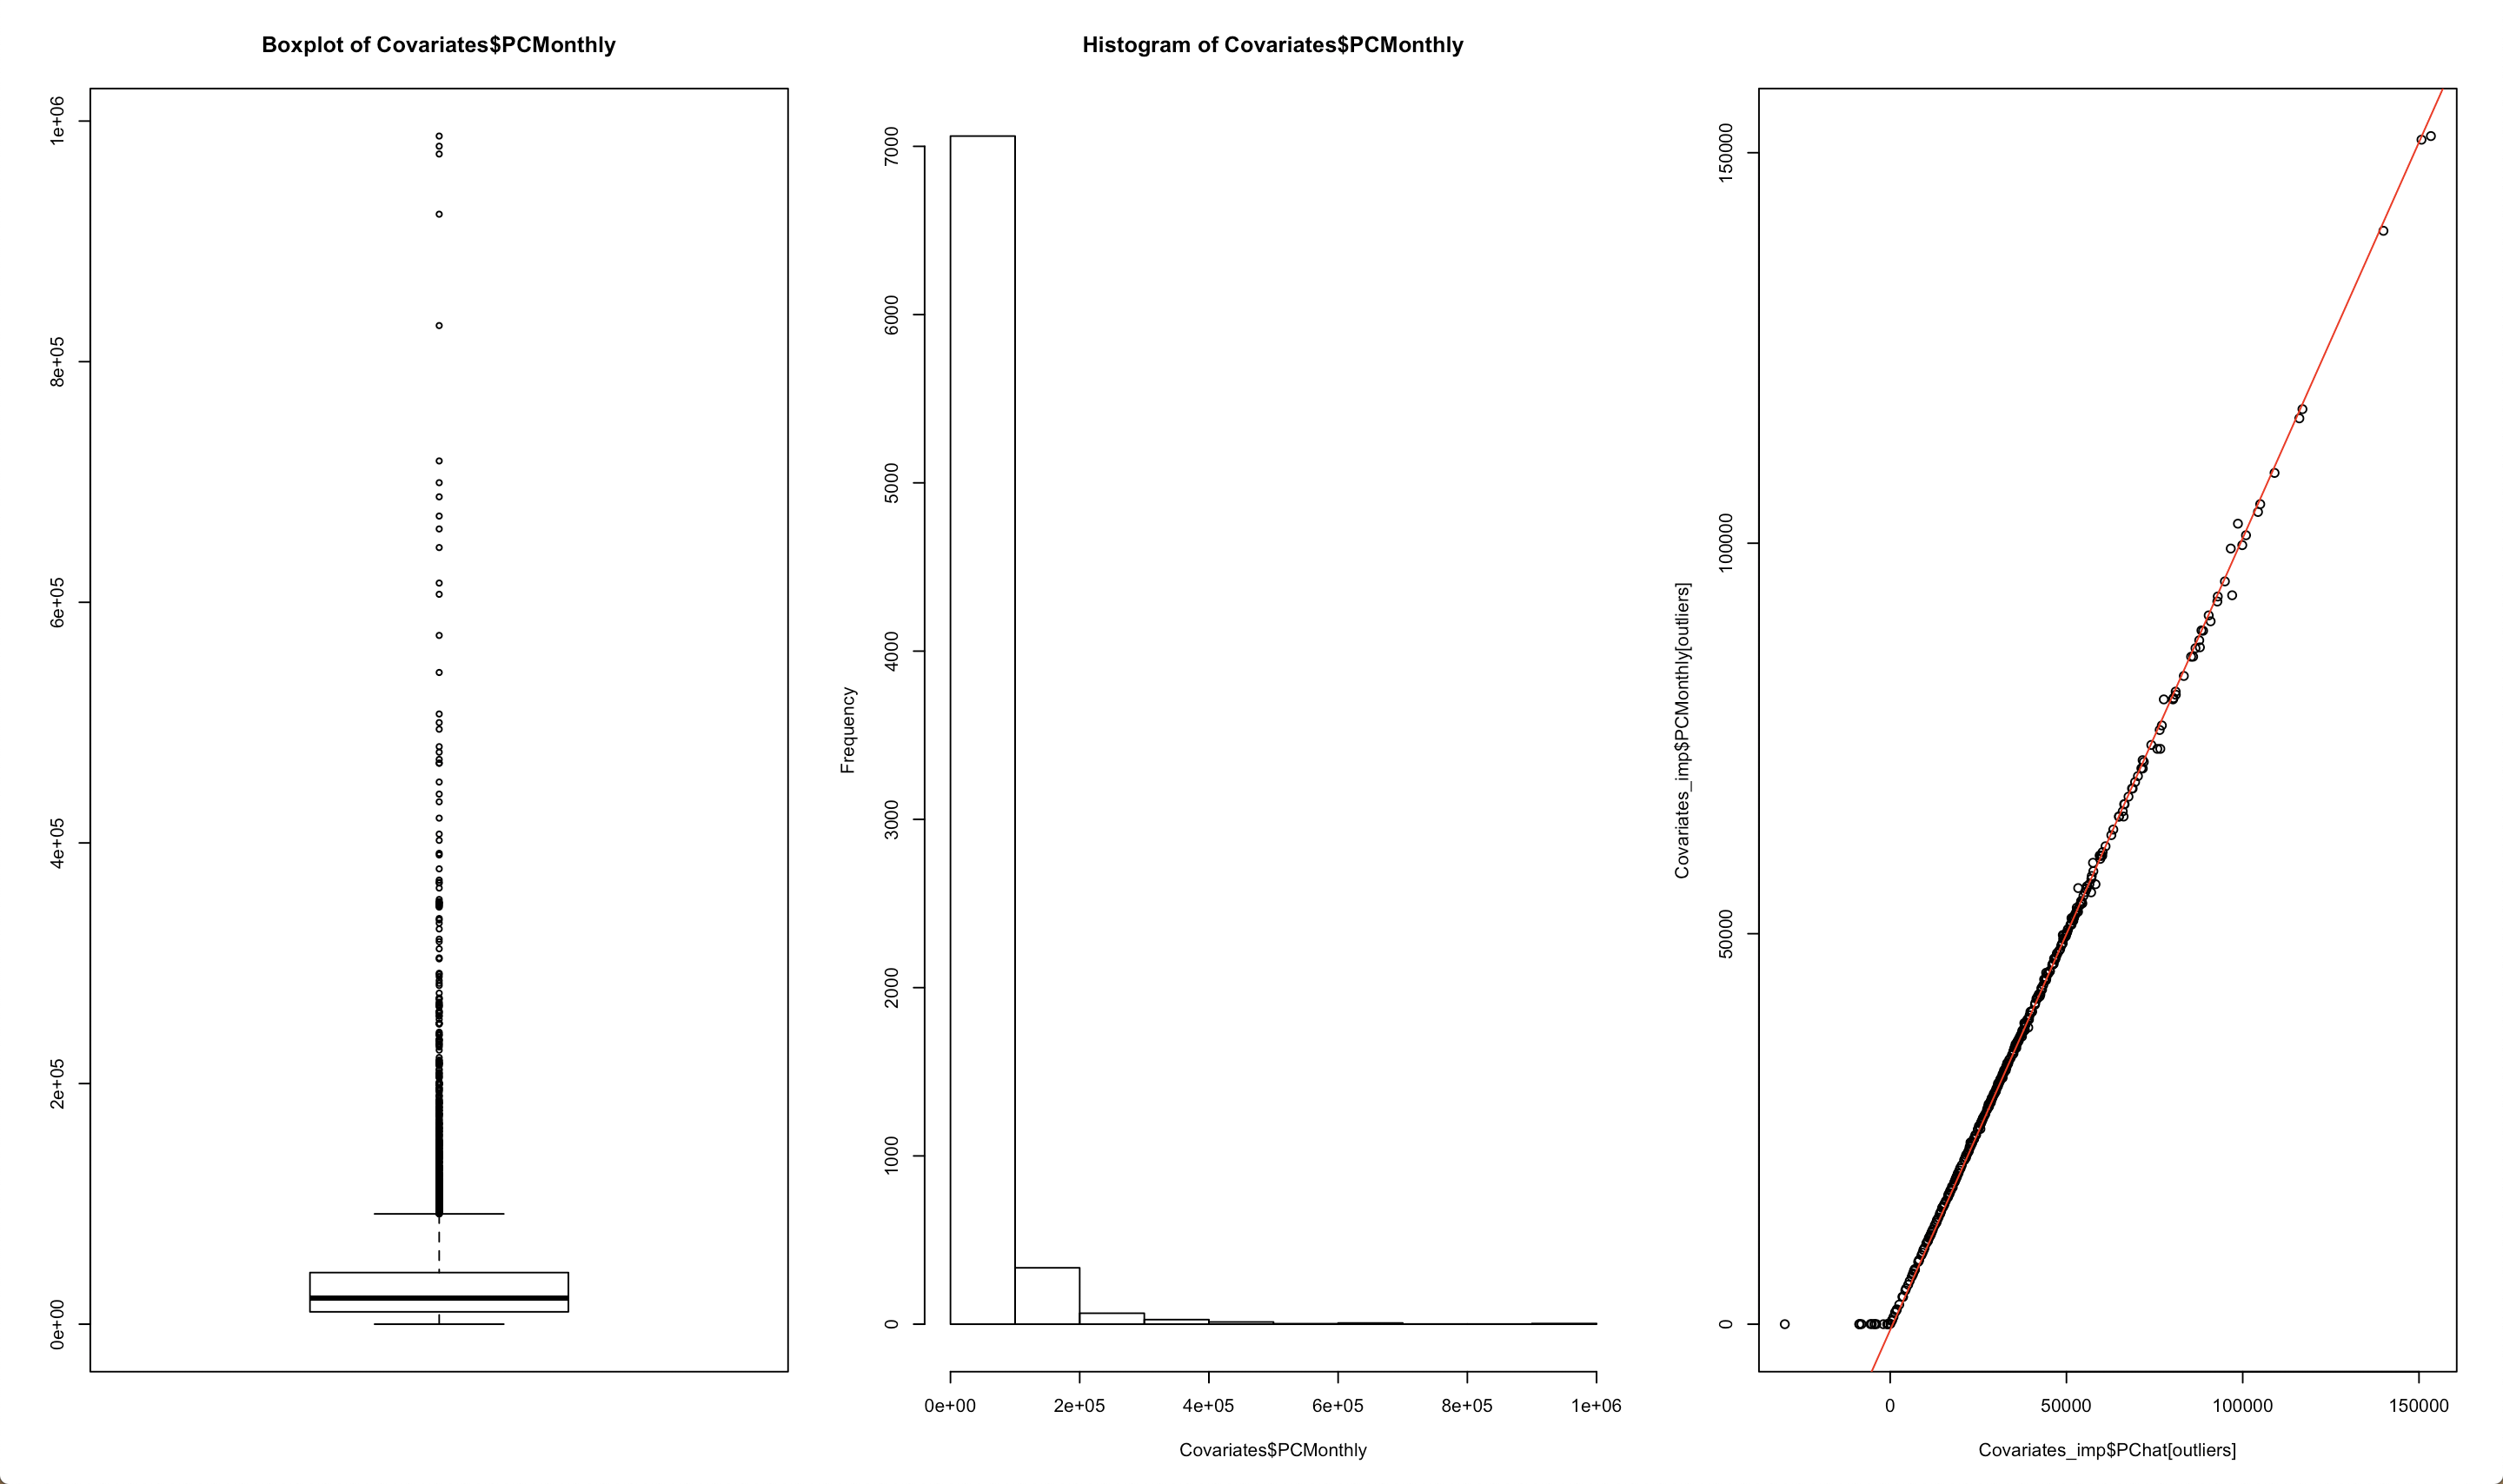 Boxplot of Covariates$PCMonthly
1e+06
8e+05
6e+05
4e+05
2e+05
0e+00
Histogram of Covariates$PCMonthly
Frequency
7000
6000
5000
4000
3000
2000
1000
0
0e+00 2e+05 4e+05 6e+05 8e+05 1e+06
Covariates$PCMonthly
Covariates_imp$PCMonthly[outliers]
150000
100000
50000
0
0 50000 100000 150000
Covariates_imp$PChat[outliers]